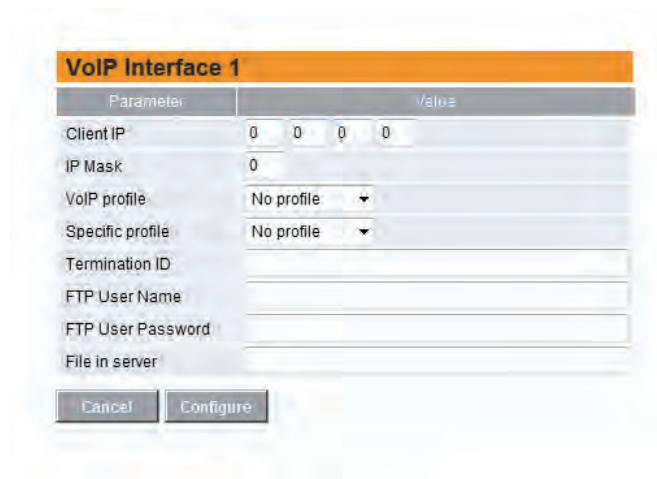 VoIP Interface 1
Parameter Value
Client IP 0 0 0 0
IP Mask 0
VoIP profile No profile
Specific profile No profile
Termination ID
FTP User Name
FTP User Password
File in server
Cancel Configure